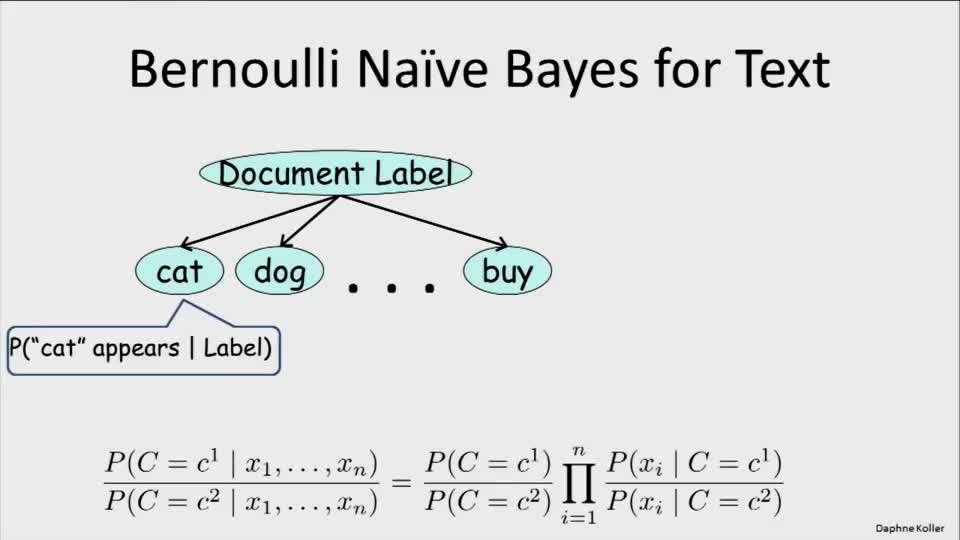 Bernoulli Naïve Bayes for Text
Document Label
cat dog . . . buy
P(“cat” appears | Label)
\frac{P(C = c^1 \mid x_1, \ldots, x_n)}{P(C = c^2 \mid x_1, \ldots, x_n)} = \frac{P(C = c^1)}{P(C = c^2)} \prod_{i=1}^{n} \frac{P(x_i \mid C = c^1)}{P(x_i \mid C = c^2)}
Daphne Koller